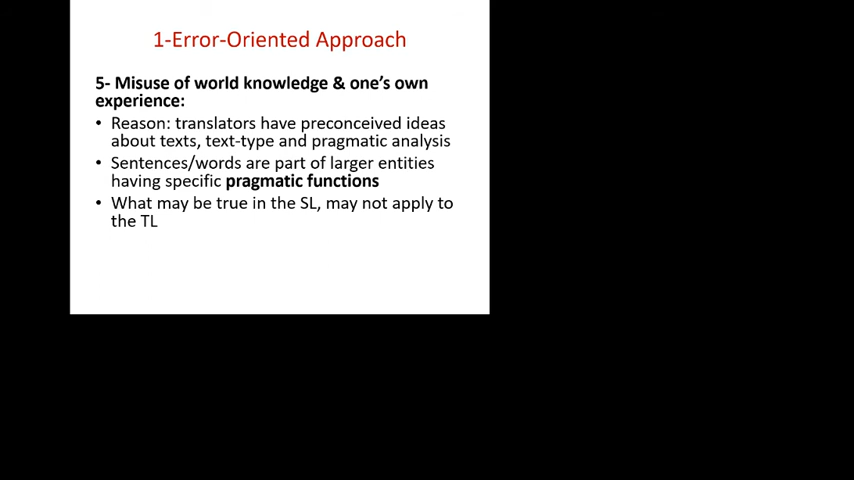 1-Error-Oriented Approach
5- Misuse of world knowledge & one’s own
experience:
• Reason: translators have preconceived ideas
about texts, text-type and pragmatic analysis
• Sentences/words are part of larger entities
having specific pragmatic functions
• What may be true in the SL, may not apply to
the TL